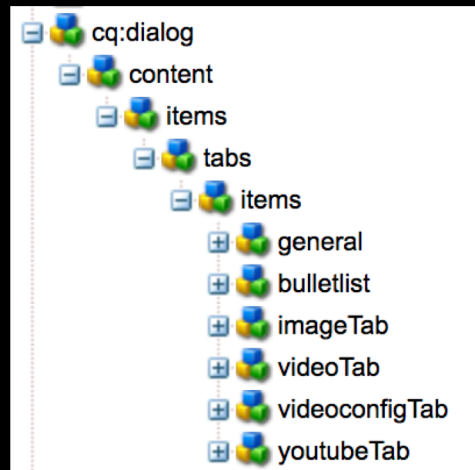 cq:dialog
content
items
tabs
items
general
bulletlist
imageTab
videoTab
videoconfigTab
youtubeTab